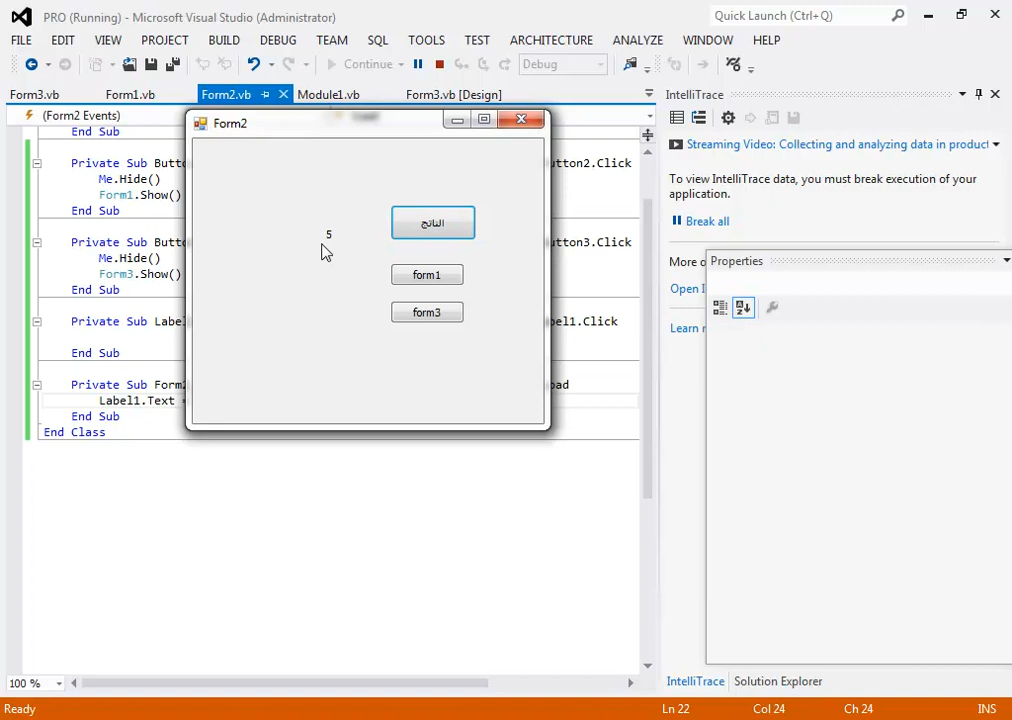 PRO (Running) - Microsoft Visual Studio (Administrator)
Quick Launch (Ctrl+Q)
FILE EDIT VIEW PROJECT BUILD DEBUG TEAM SQL TOOLS TEST ARCHITECTURE ANALYZE WINDOW HELP
Continue
Debug
Form3.vb Form1.vb Form2.vb Module1.vb Form3.vb [Design]
(Form2 Events)
End Sub
Private Sub Butto
utton2.Click
Me.Hide()
Form1.Show()
End Sub
Private Sub Butto
utton3.Click
Me.Hide()
Form3.Show()
End Sub
Private Sub Label
bel1.Click
End Sub
Private Sub Form2
oad
Label1.Text =
End Sub
End Class
Form2
5
الناتج
form1
form3
IntelliTrace
Streaming Video: Collecting and analyzing data in product
To view IntelliTrace data, you must break execution of your
application.
Break all
More o
Open I
Learn
Properties
100 %
IntelliTrace Solution Explorer
Ready
Ln 22 Col 24 Ch 24 INS